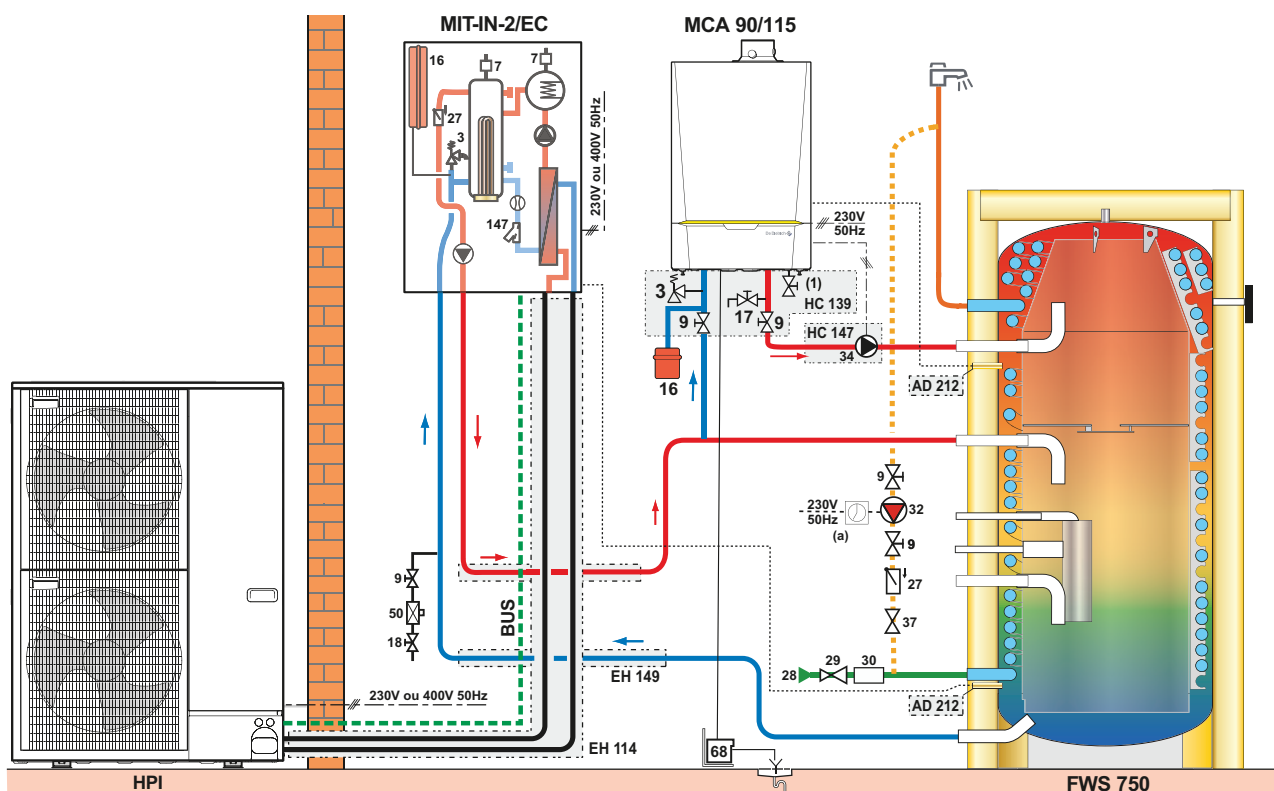 MIT-IN-2/EC
MCA 90/115
16
7
7
27
3
147
230V ou 400V 50Hz
230V
50Hz
De Dietrich
3
(1)
HC 139
17
9
9
HC 147
34
16
AD 212
9
230V
50Hz
(a)
32
9
27
37
9
50
18
BUS
28
29
30
EH 149
AD 212
230V ou 400V 50Hz
EH 114
68
HPI
FWS 750